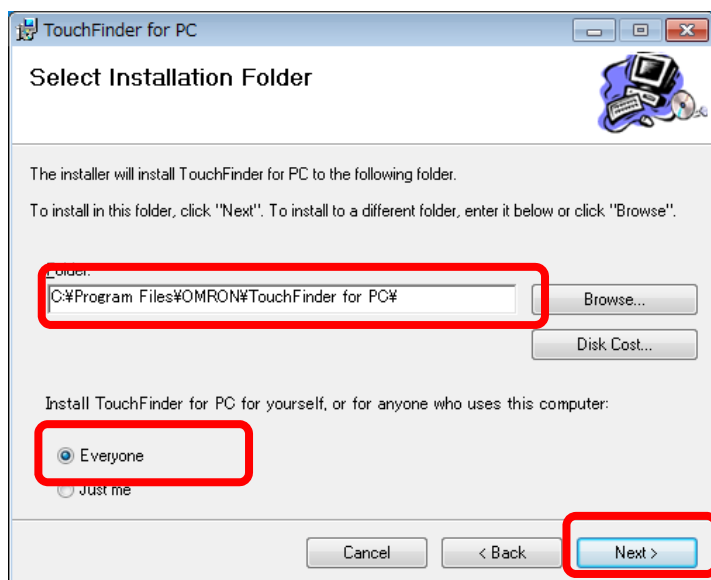 TouchFinder for PC
Select Installation Folder
The installer will install TouchFinder for PC to the following folder.
To install in this folder, click "Next". To install to a different folder, enter it below or click "Browse".
Folder:
C:¥Program Files¥OMRON¥TouchFinder for PC¥
Browse...
Disk Cost...
Install TouchFinder for PC for yourself, or for anyone who uses this computer:
Everyone
Just me
Cancel
< Back
Next >